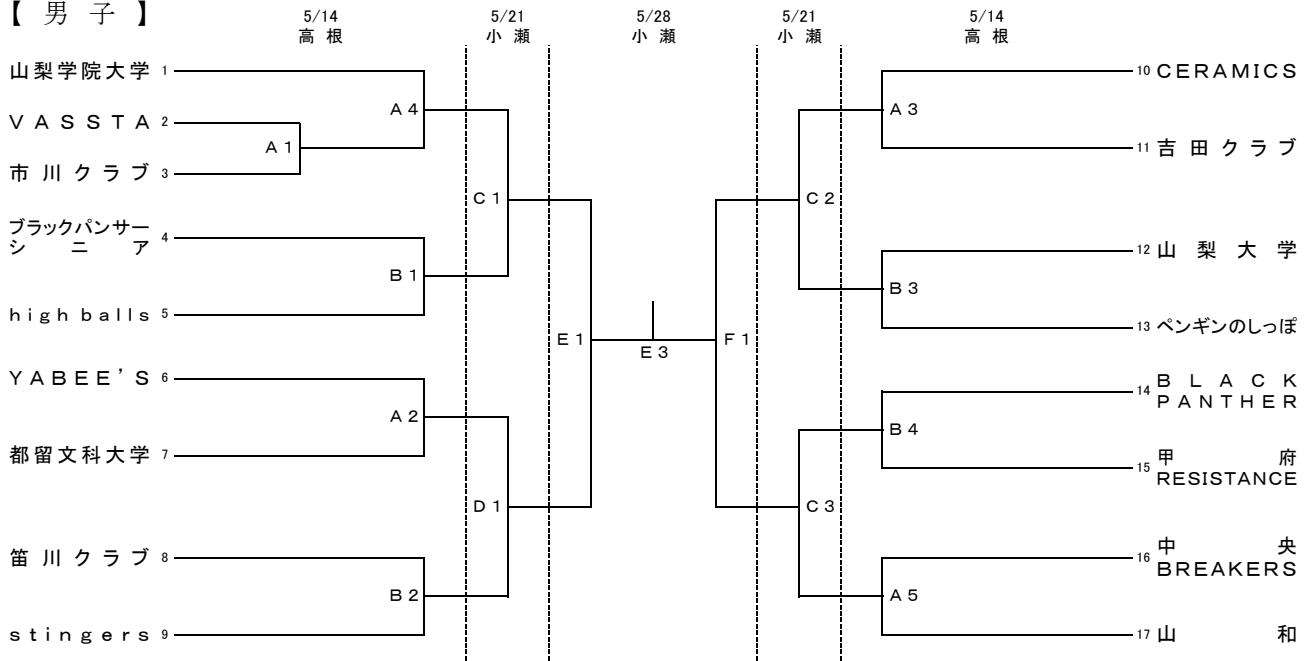 【 男 子 】
5/14 5/21 5/28 5/21 5/14
高 根 小 瀬 小 瀬 小 瀬 高 根
山梨学院大学 1
VASSTA 2
市川クラブ 3
ブラックパンサー
シニア 4
high balls 5
YABEE'S 6
都留文科大学 7
笛川クラブ 8
stingers 9
A4
A1
B1
A2
B2
C1
D1
E1
E3
F1
C2
C3
A3
B3
B4
A5
10 CERAMICS
11 吉田クラブ
12 山梨大学
13 ペンギンのしっぽ
14 BLACK
PANTHER
15 甲府
RESISTANCE
16 中央
BREAKERS
17 山和